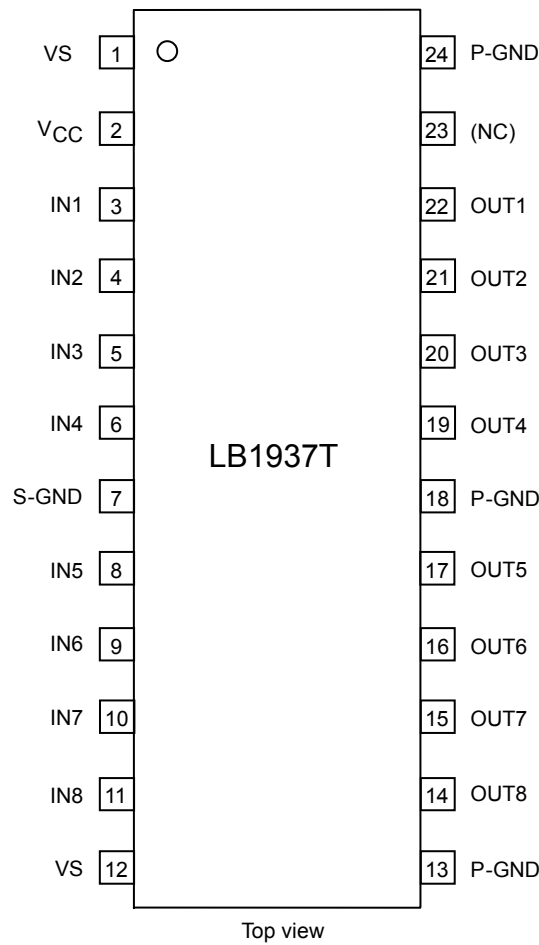 VS 1 24 P-GND
VCC 2 23 (NC)
IN1 3 22 OUT1
IN2 4 21 OUT2
IN3 5 20 OUT3
IN4 6 19 OUT4
LB1937T
S-GND 7 18 P-GND
IN5 8 17 OUT5
IN6 9 16 OUT6
IN7 10 15 OUT7
IN8 11 14 OUT8
VS 12 13 P-GND
Top view